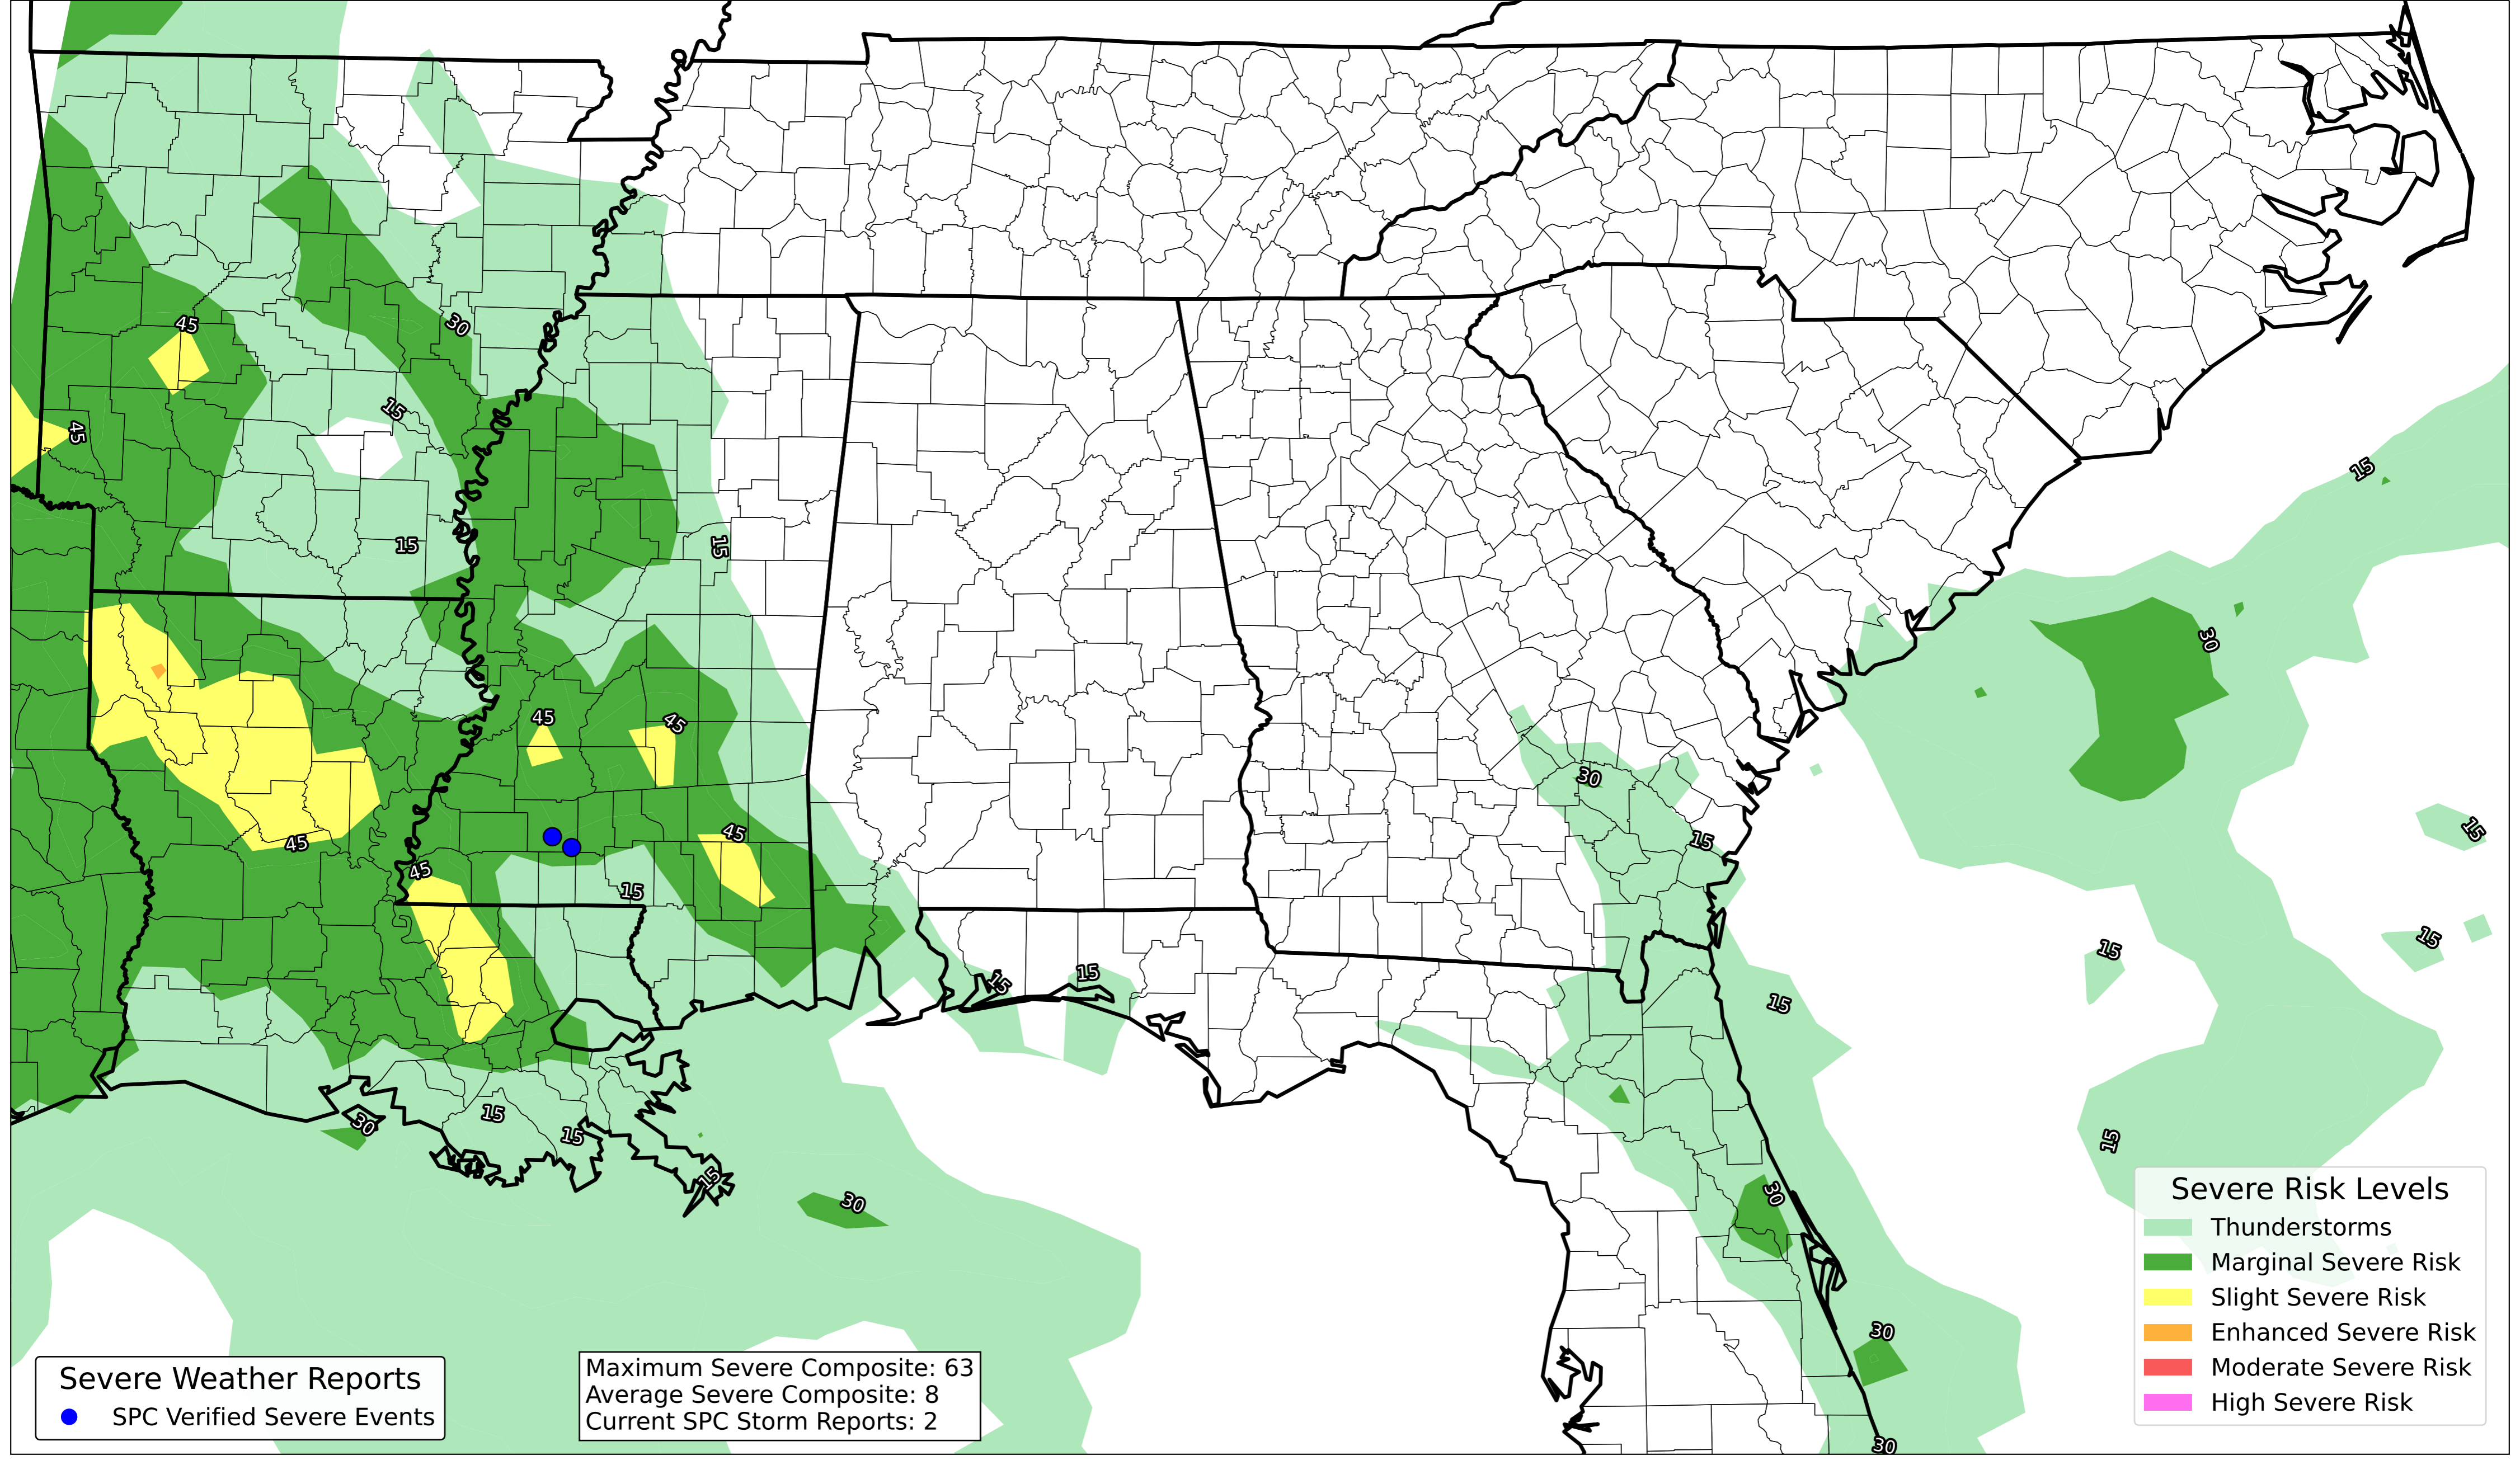 45
30
15
45
15
15
15
30
45
45
30
45
15
45
45
15
15
15
15
15
15
15
15
30
15
15
15
15
30
30
30
30
Severe Risk Levels
Thunderstorms
Marginal Severe Risk
Slight Severe Risk
Enhanced Severe Risk
Moderate Severe Risk
High Severe Risk
Severe Weather Reports
SPC Verified Severe Events
Maximum Severe Composite: 63
Average Severe Composite: 8
Current SPC Storm Reports: 2